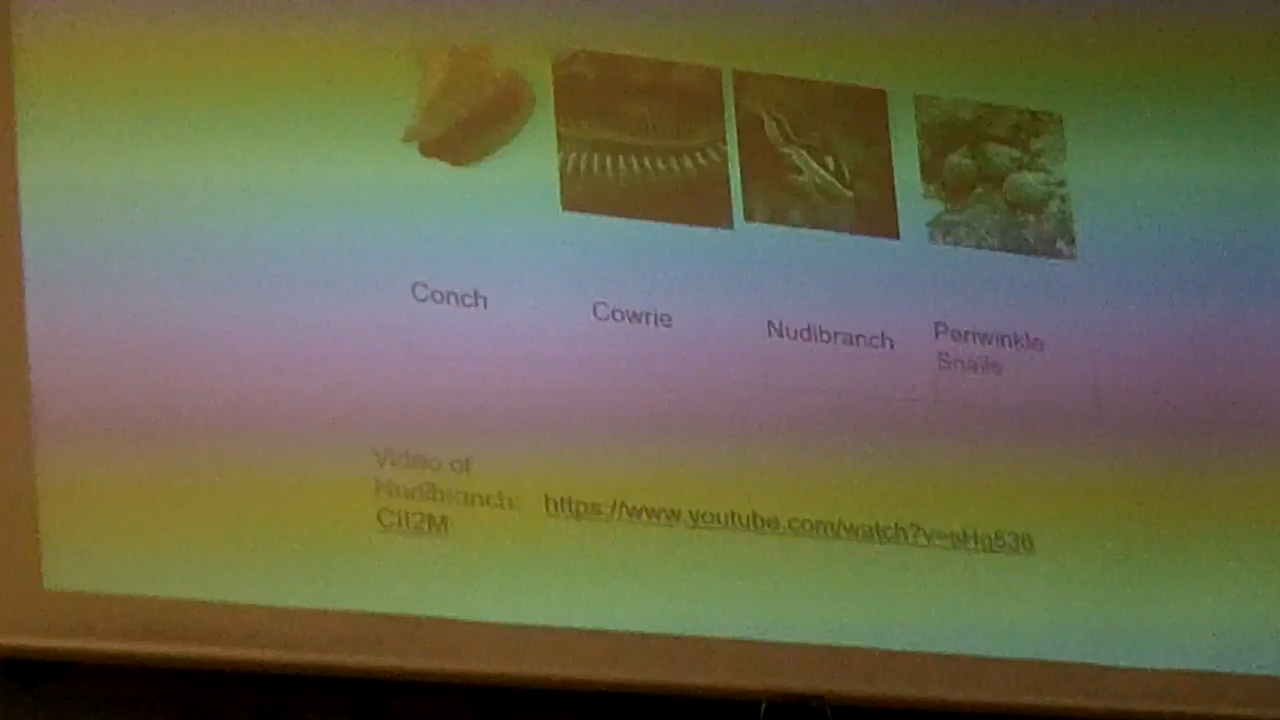 Conch
Cowrie
Nudibranch
Periwinkle
Snails
Video of
Nudibranch:
https://www.youtube.com/watch?v=